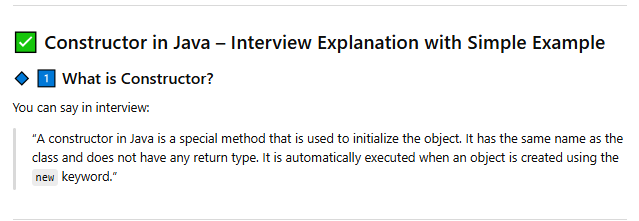 ✅ Constructor in Java – Interview Explanation with Simple Example
🔹 1️⃣ What is Constructor?
You can say in interview:
“A constructor in Java is a special method that is used to initialize the object. It has the same name as the
class and does not have any return type. It is automatically executed when an object is created using the
new keyword.”